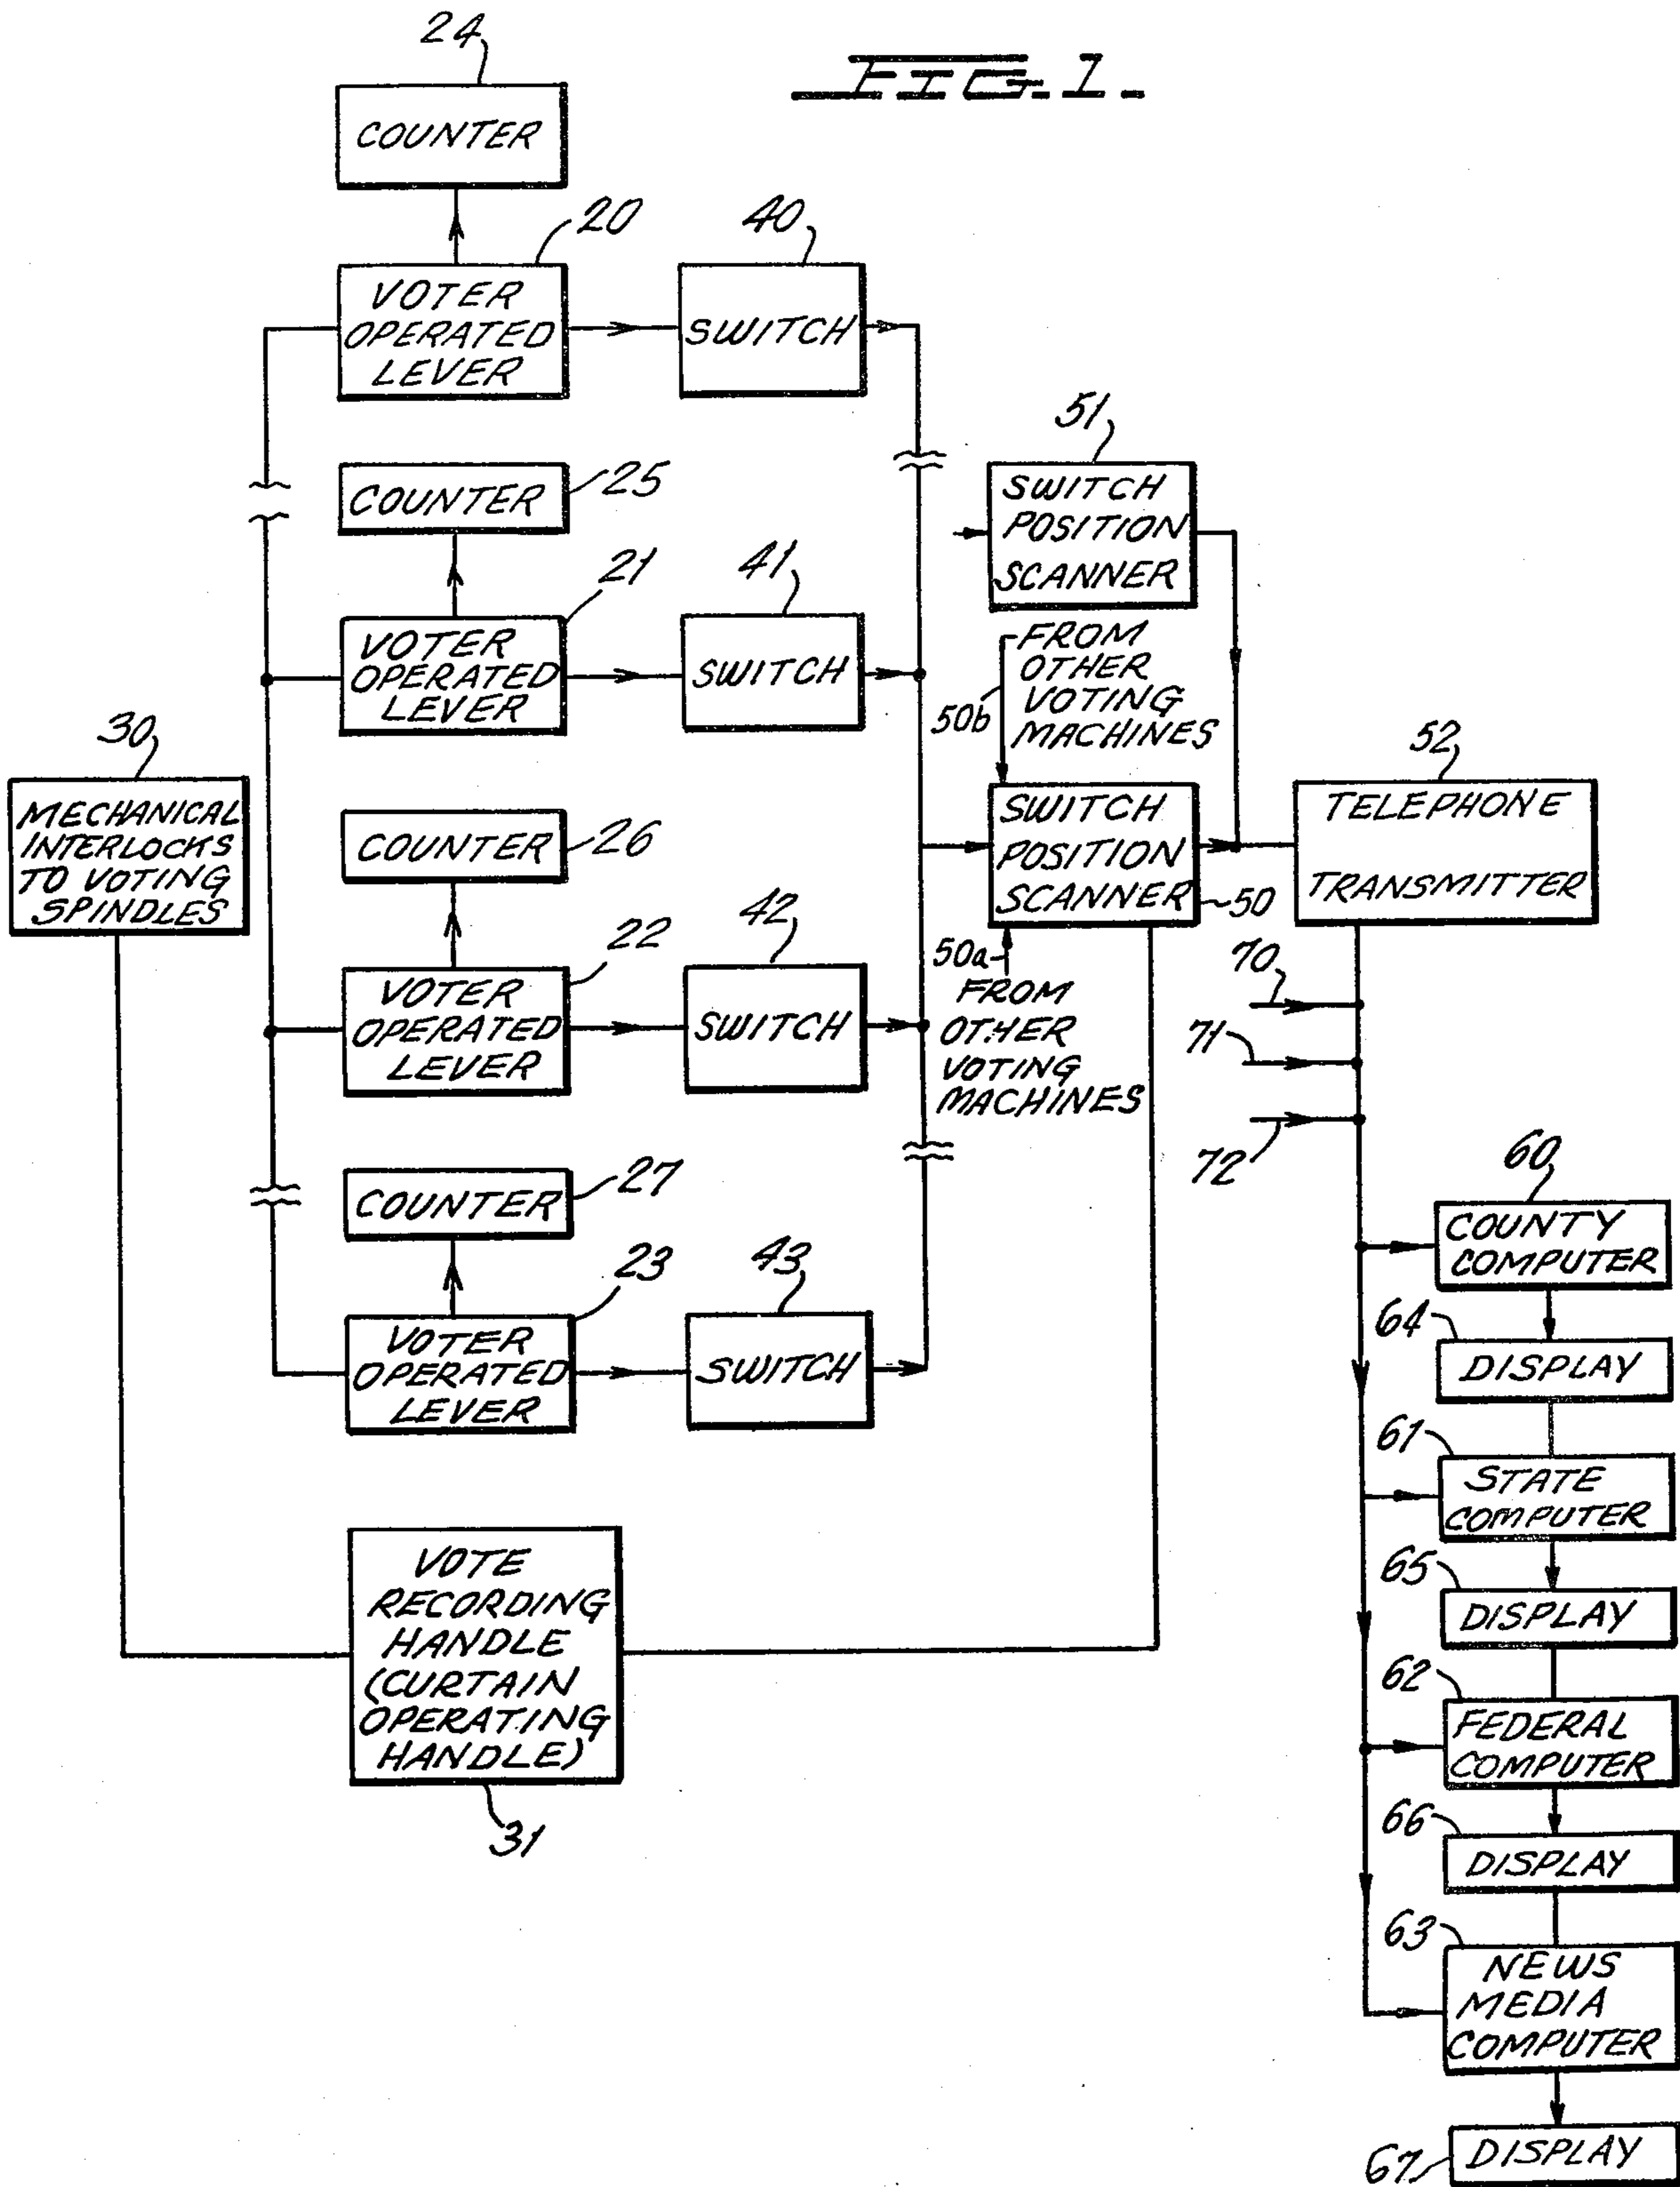 FIG. 1.
24
COUNTER
20
VOTER
OPERATED
LEVER
40
SWITCH
25
COUNTER
21
VOTER
OPERATED
LEVER
41
SWITCH
51
SWITCH
POSITION
SCANNER
50b
FROM
OTHER
VOTING
MACHINES
30
MECHANICAL
INTERLOCKS
TO VOTING
SPINDLES
26
COUNTER
22
VOTER
OPERATED
LEVER
42
SWITCH
SWITCH
POSITION
SCANNER
50
50a
FROM
OTHER
VOTING
MACHINES
52
TELEPHONE
TRANSMITTER
70
71
72
27
COUNTER
23
VOTER
OPERATED
LEVER
43
SWITCH
31
VOTE
RECORDING
HANDLE
(CURTAIN
OPERATING
HANDLE)
60
COUNTY
COMPUTER
64
DISPLAY
61
STATE
COMPUTER
65
DISPLAY
62
FEDERAL
COMPUTER
66
DISPLAY
63
NEWS
MEDIA
COMPUTER
67
DISPLAY